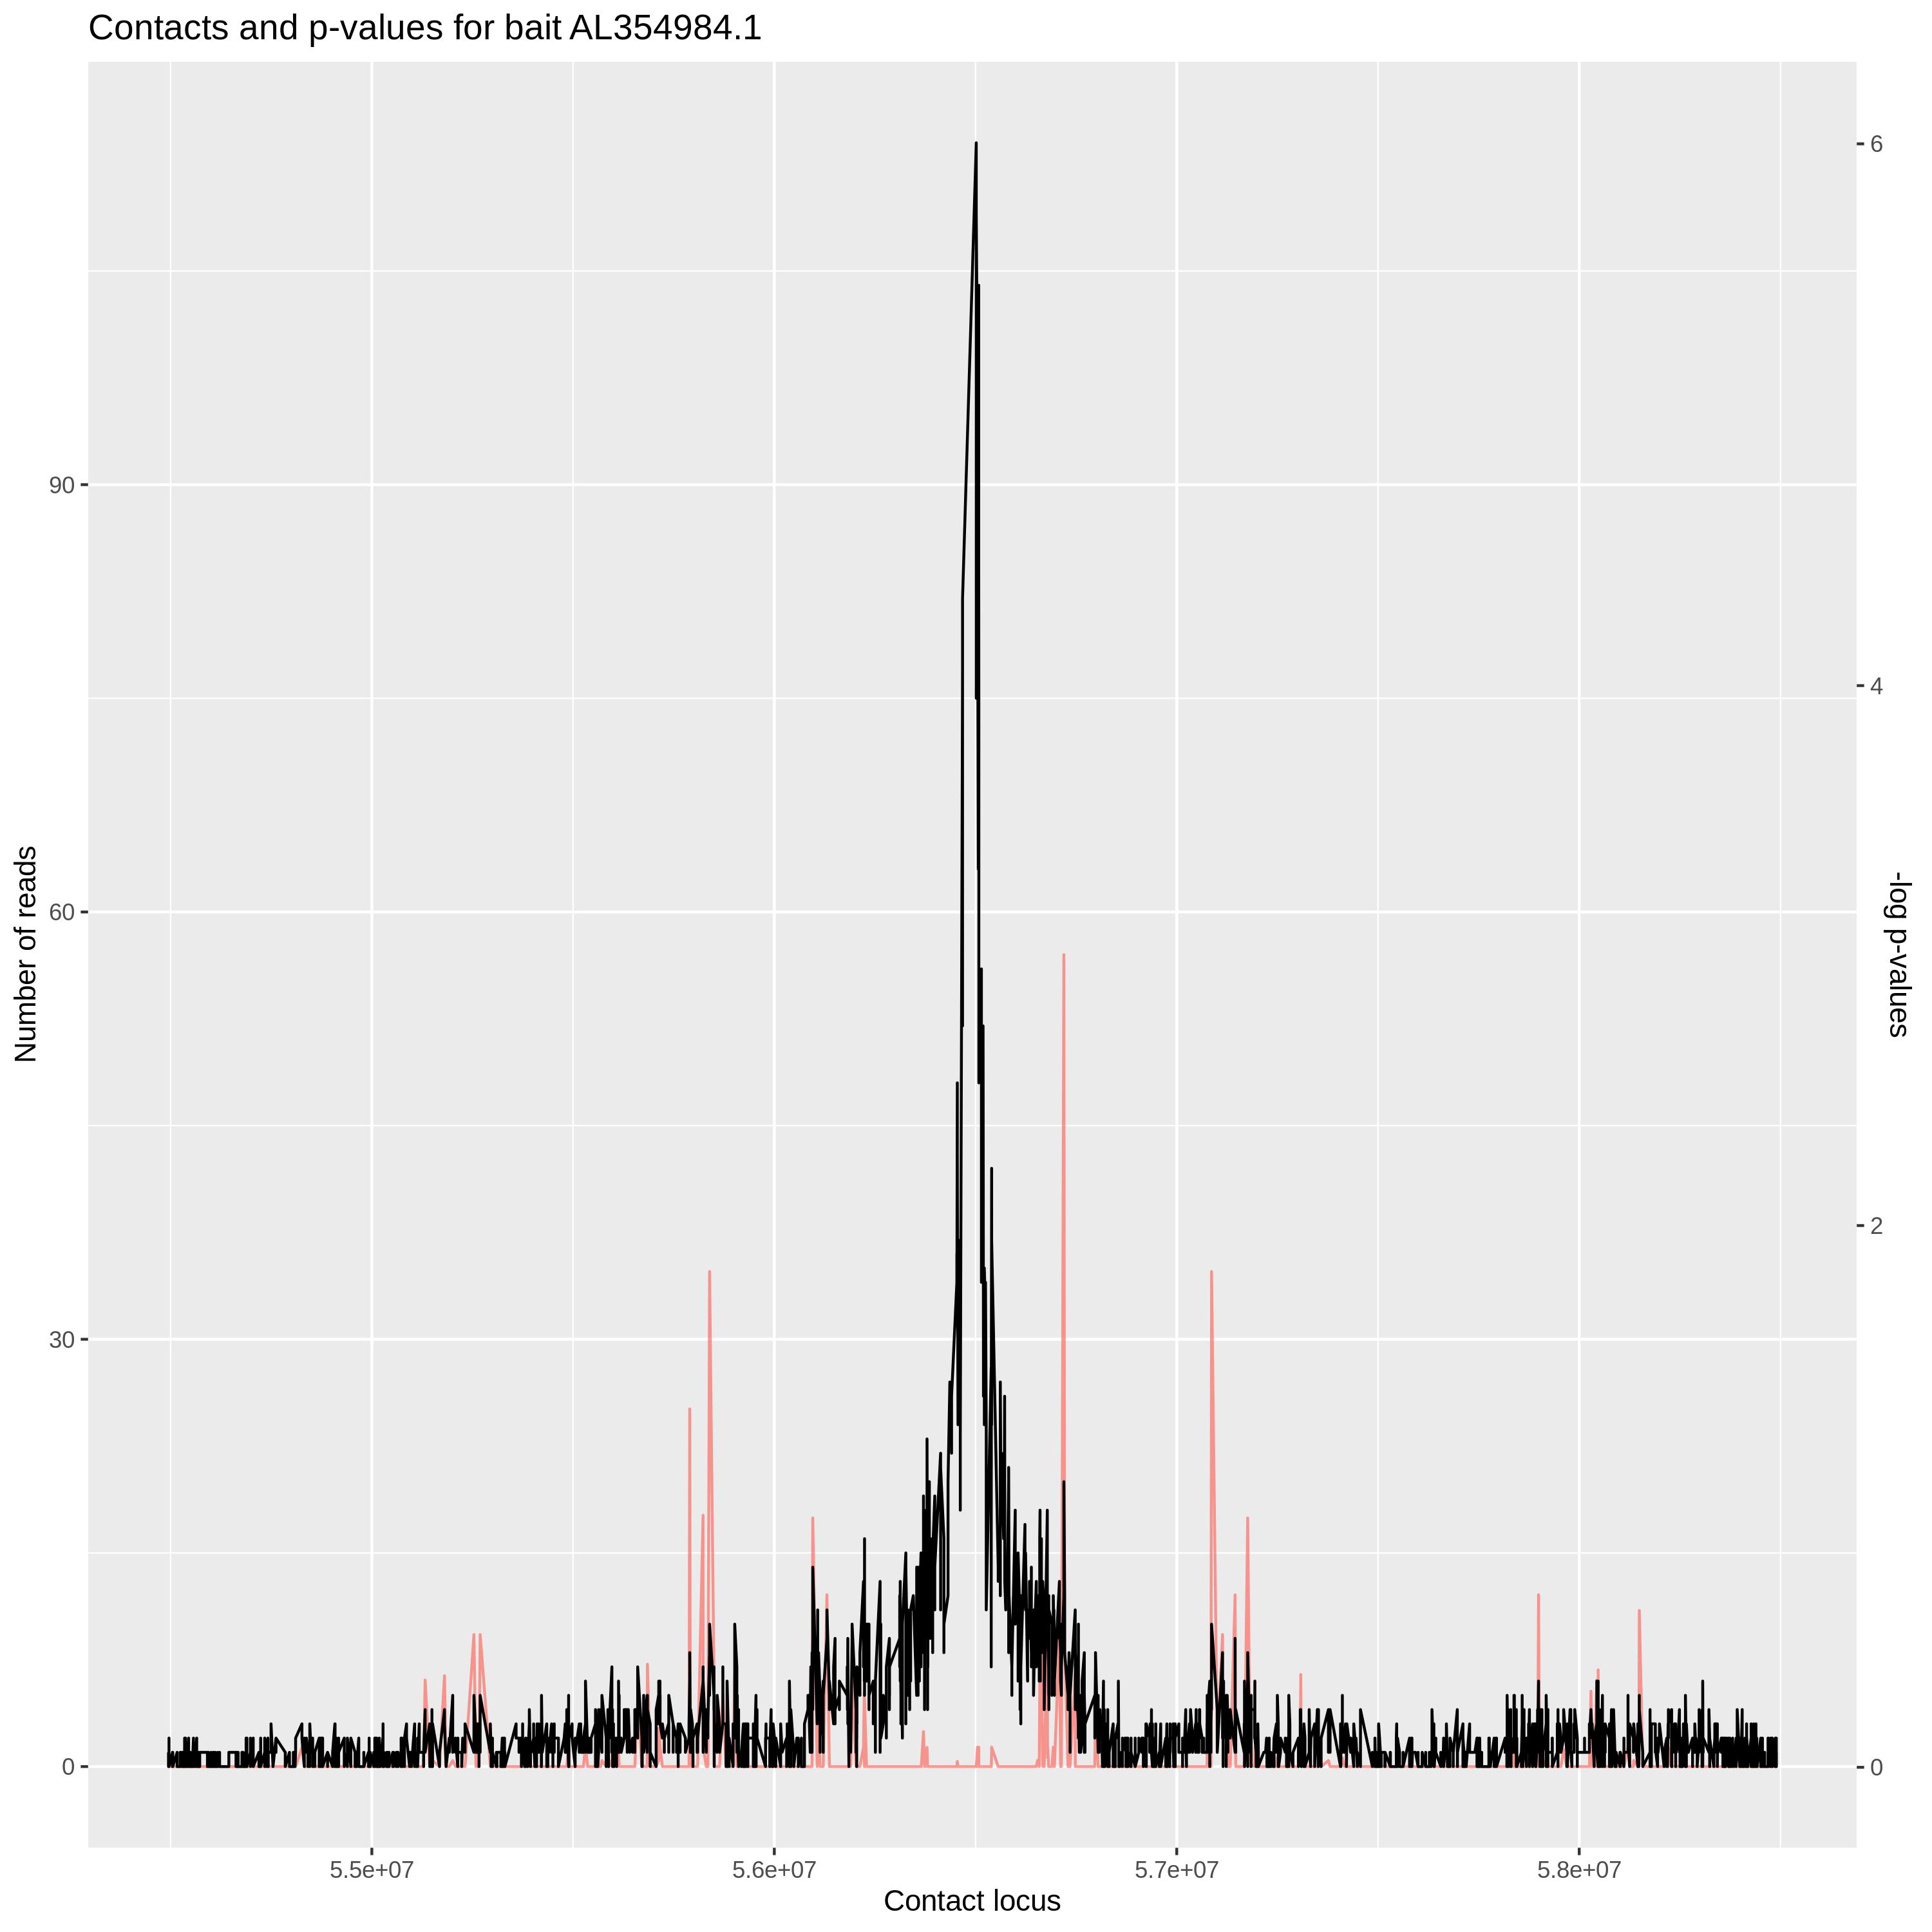 Contacts and p-values for bait AL354984.1
6
90
4
Number of reads
60
-log p-values
2
30
0
0
5.5e+07
5.6e+07
5.7e+07
5.8e+07
Contact locus